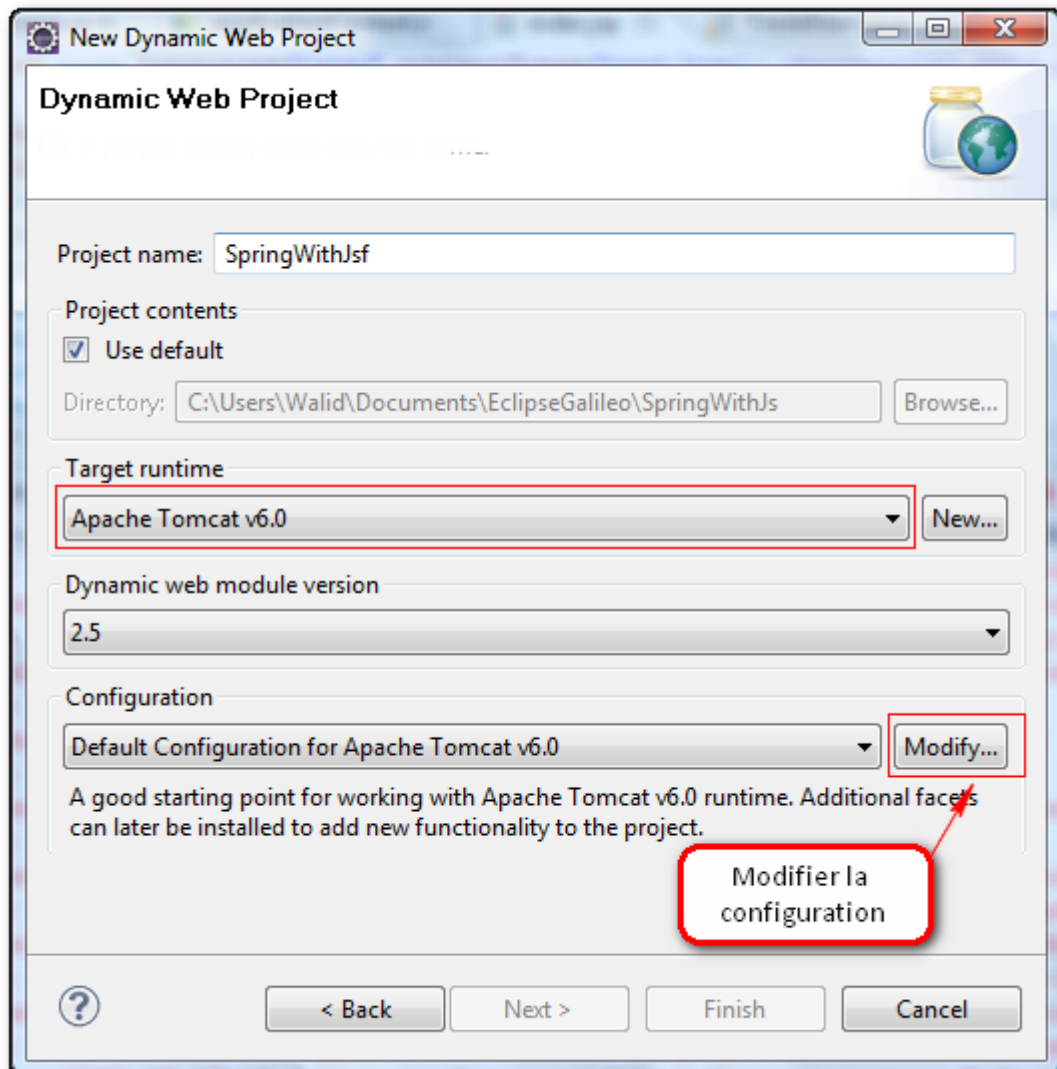 New Dynamic Web Project
Dynamic Web Project
Project name: SpringWithJsf
Project contents
Use default
Directory: C:\Users\Walid\Documents\EclipseGalileo\SpringWithJs Browse...
Target runtime
Apache Tomcat v6.0 New...
Dynamic web module version
2.5
Configuration
Default Configuration for Apache Tomcat v6.0 Modify...
A good starting point for working with Apache Tomcat v6.0 runtime. Additional facets
can later be installed to add new functionality to the project.
Modifier la
configuration
? < Back Next > Finish Cancel